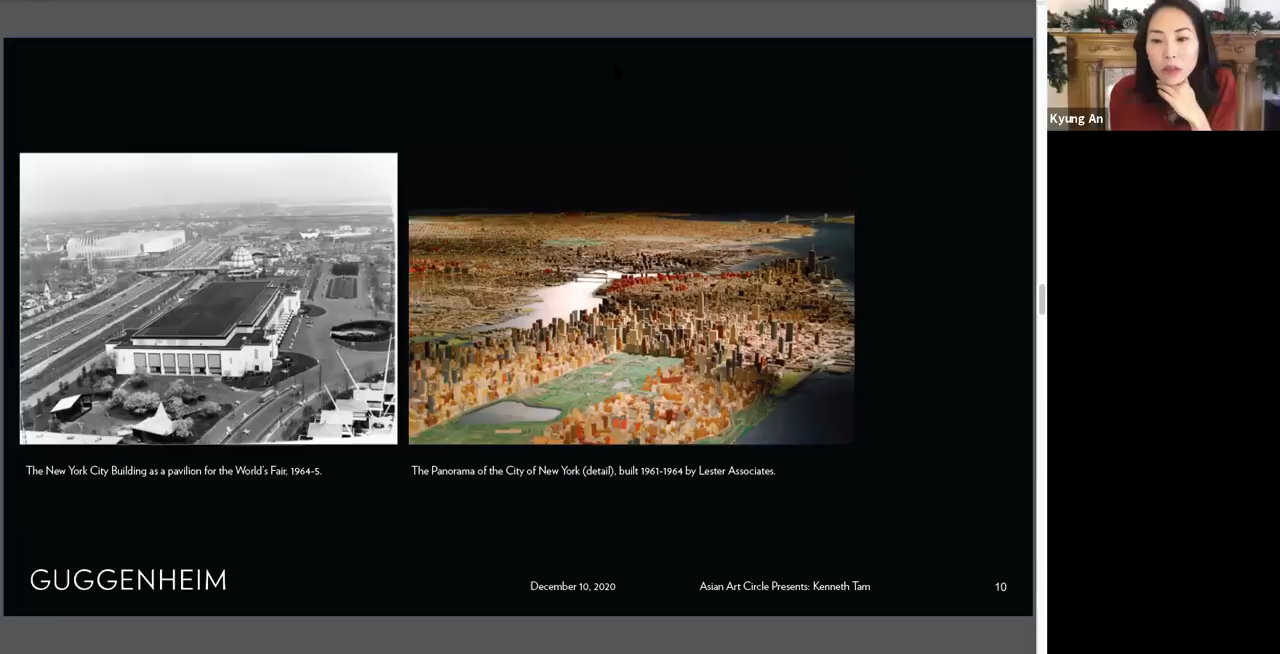 Kyung An
The New York City Building as a pavilion for the World's Fair, 1964-5.
The Panorama of the City of New York (detail), built 1961-1964 by Lester Associates.
GUGGENHEIM
December 10, 2020
Asian Art Circle Presents: Kenneth Tam
10